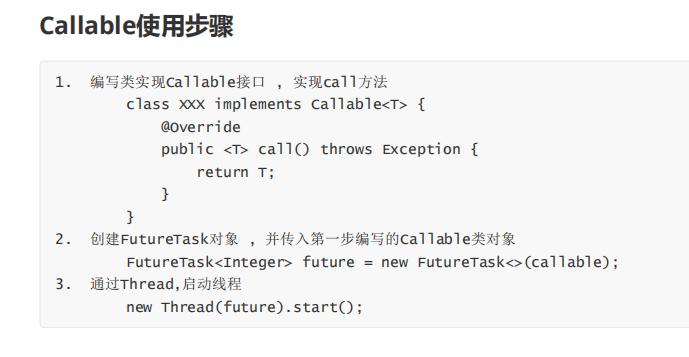 Callable使用步骤
1. 编写类实现Callable接口 , 实现call方法
class XXX implements Callable<T> {
@Override
public <T> call() throws Exception {
return T;
}
}
2. 创建FutureTask对象 , 并传入第一步编写的Callable类对象
FutureTask<Integer> future = new FutureTask<>(callable);
3. 通过Thread,启动线程
new Thread(future).start();